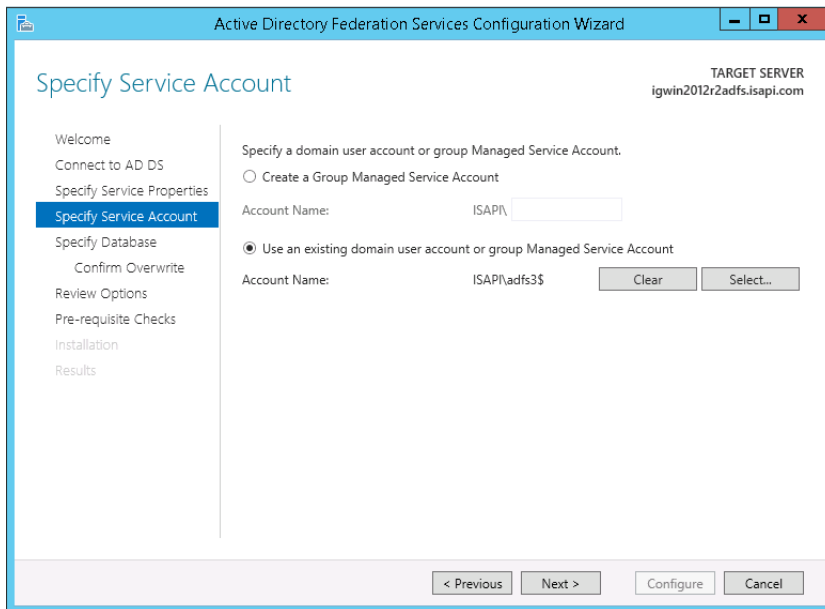 Active Directory Federation Services Configuration Wizard
Specify Service Account
TARGET SERVER
igwin2012r2adfs.isapi.com
Welcome
Connect to AD DS
Specify Service Properties
Specify Service Account
Specify Database
Confirm Overwrite
Review Options
Pre-requisite Checks
Installation
Results
Specify a domain user account or group Managed Service Account.
Create a Group Managed Service Account
Account Name: ISAPI\
Use an existing domain user account or group Managed Service Account
Account Name: ISAPI\adfs3$ Clear Select...
< Previous Next > Configure Cancel